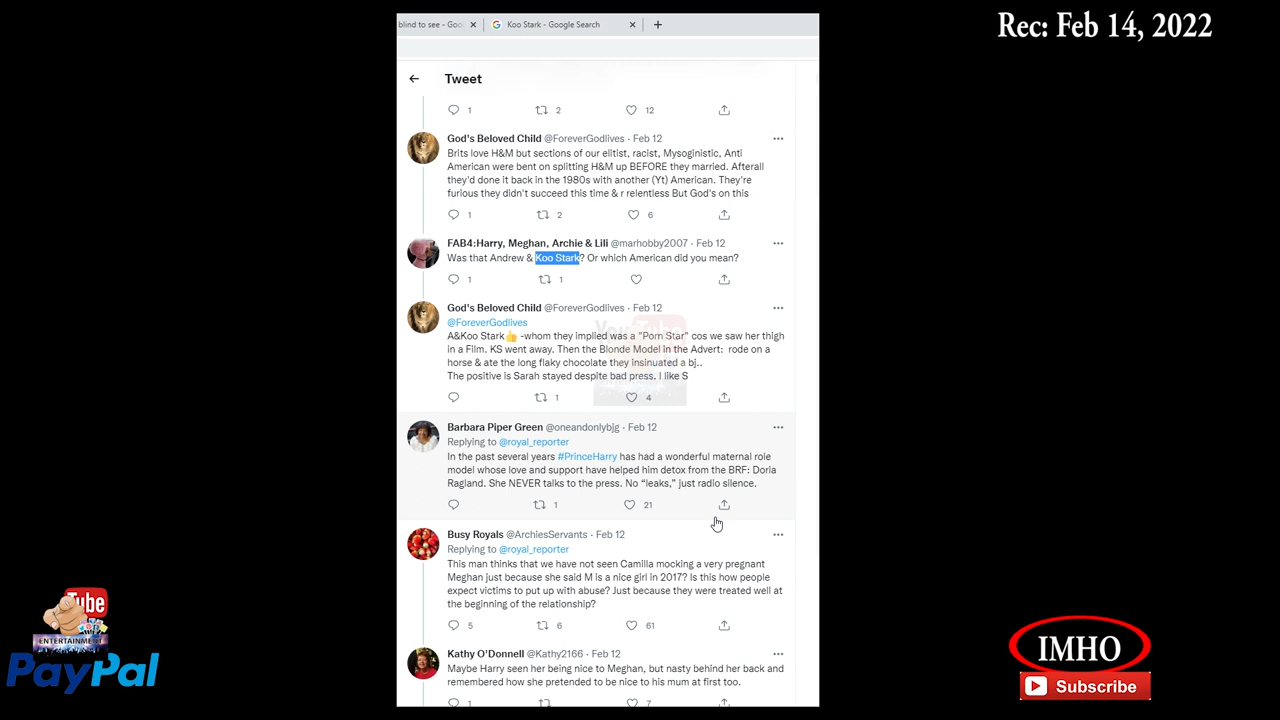 Rec: Feb 14, 2022
blind to see - Goo
Koo Stark - Google Search
Tweet
1 2 12
God's Beloved Child @ForeverGodlives · Feb 12
Brits love H&M but sections of our elitist, racist, Mysoginistic, Anti
American were bent on splitting H&M up BEFORE they married. Afterall
they'd done it back in the 1980s with another (Yt) American. They're
furious they didn't succeed this time & r relentless But God's on this
1 2 6
FAB4:Harry, Meghan, Archie & Lili @marhobby2007 · Feb 12
Was that Andrew & Koo Stark? Or which American did you mean?
1 1
God's Beloved Child @ForeverGodlives · Feb 12
@ForeverGodlives
A&Koo Stark👍 -whom they implied was a "Porn Star" cos we saw her thigh
in a Film. KS went away. Then the Blonde Model in the Advert: rode on a
horse & ate the long flaky chocolate they insinuated a bj..
The positive is Sarah stayed despite bad press. I like S
1 4
Barbara Piper Green @oneandonlybjg · Feb 12
Replying to @royal_reporter
In the past several years #PrinceHarry has had a wonderful maternal role
model whose love and support have helped him detox from the BRF: Doria
Ragland. She NEVER talks to the press. No “leaks,” just radio silence.
1 21
Busy Royals @ArchiesServants · Feb 12
Replying to @royal_reporter
This man thinks that we have not seen Camilla mocking a very pregnant
Meghan just because she said M is a nice girl in 2017? Is this how people
expect victims to put up with abuse? Just because they were treated well at
the beginning of the relationship?
5 6 61
Kathy O'Donnell @Kathy2166 · Feb 12
Maybe Harry seen her being nice to Meghan, but nasty behind her back and
remembered how she pretended to be nice to his mum at first too.
1 7
Tube
ENTERTAINMENT
PayPal
IMHO
Subscribe
YouTube